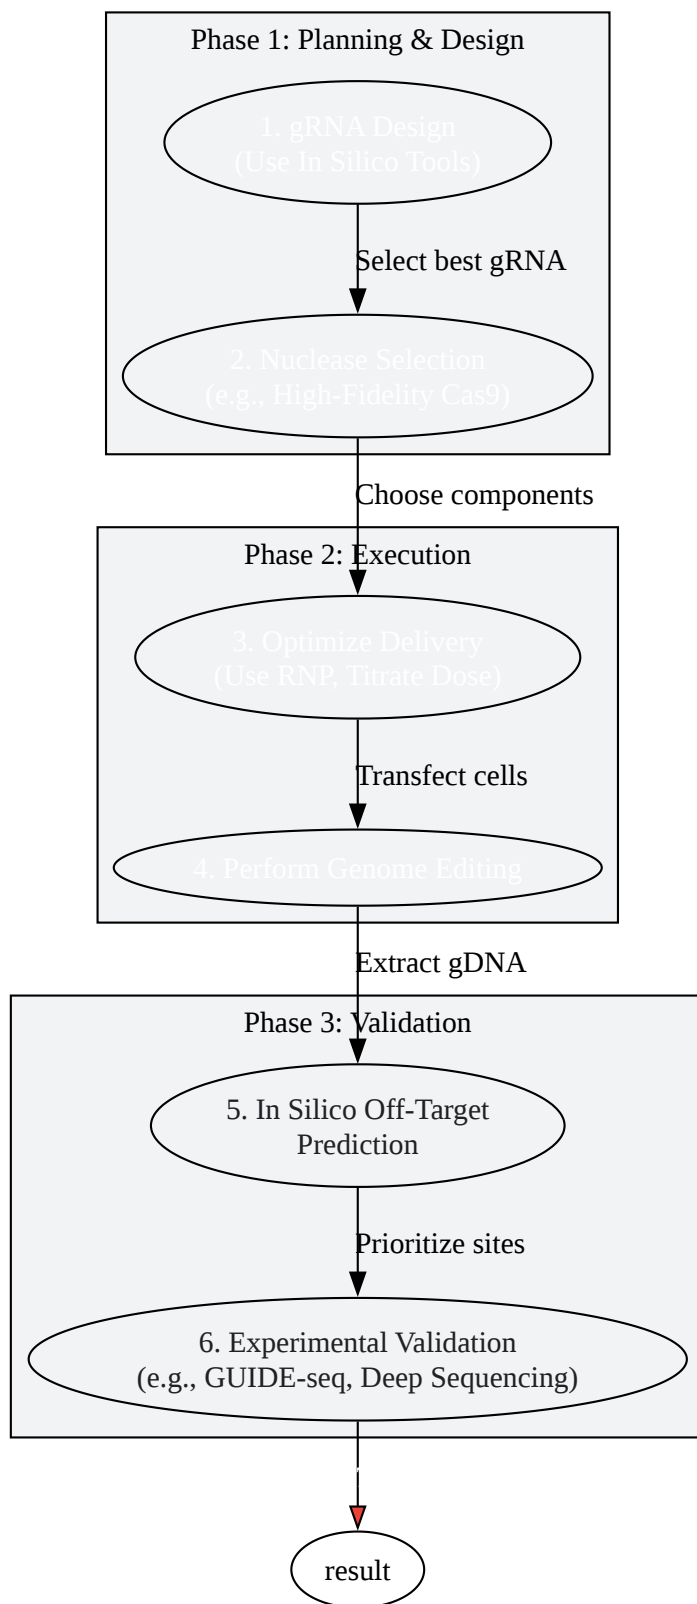 Phase 1: Planning & Design
1. gRNA Design
(Use In Silico Tools)
Select best gRNA
2. Nuclease Selection
(e.g., High-Fidelity Cas9)
Choose components
Phase 2: Execution
3. Optimize Delivery
(Use RNP, Titrate Dose)
Transfect cells
4. Perform Genome Editing
Extract gDNA
Phase 3: Validation
5. In Silico Off-Target
Prediction
Prioritize sites
6. Experimental Validation
(e.g., GUIDE-seq, Deep Sequencing)
result